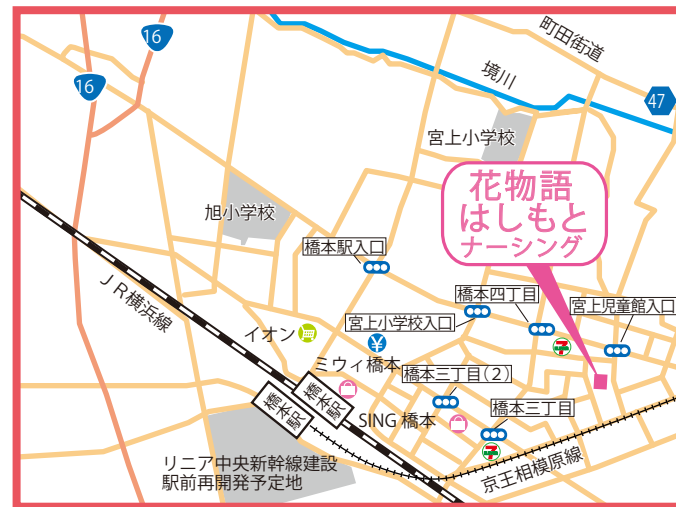 町田街道
16
境川
16
47
宮上小学校
花物語
はしもと
ナーシング
旭小学校
橋本駅入口
JR横浜線
橋本四丁目
宮上児童館入口
イオン
宮上小学校入口
¥
7
ミウィ橋本
橋本三丁目(2)
橋本駅
橋本駅
SING 橋本
橋本三丁目
7
リニア中央新幹線建設
駅前再開発予定地
京王相模原線